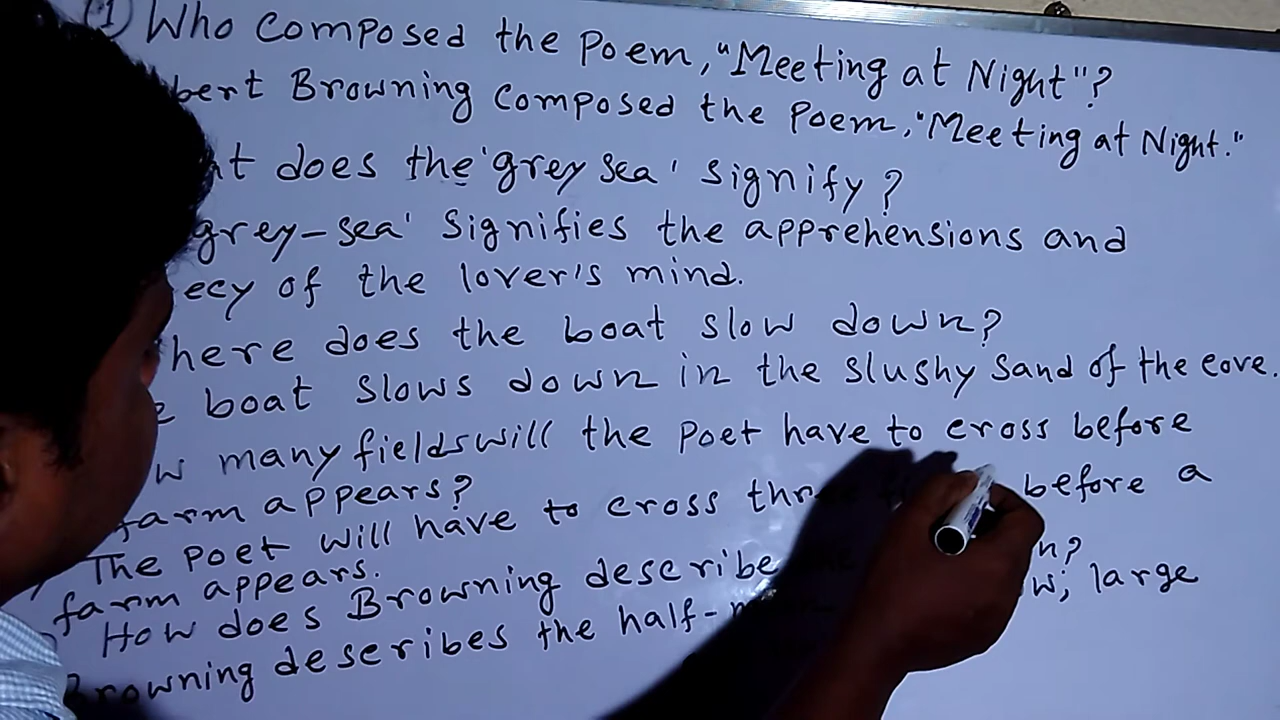 ① Who composed the Poem, "Meeting at Night"?
bert Browning composed the Poem, "Meeting at Night."
at does the 'grey sea' signify?
grey-sea' signifies the apprehensions and
ecy of the lover's mind.
here does the boat slow down?
e boat slows down in the slushy sand of the cove.
w many fields will the poet have to cross before
farm appears?
The poet will have to cross thr before a
farm appears.
How does Browning describe n?
Browning describes the half- w; large